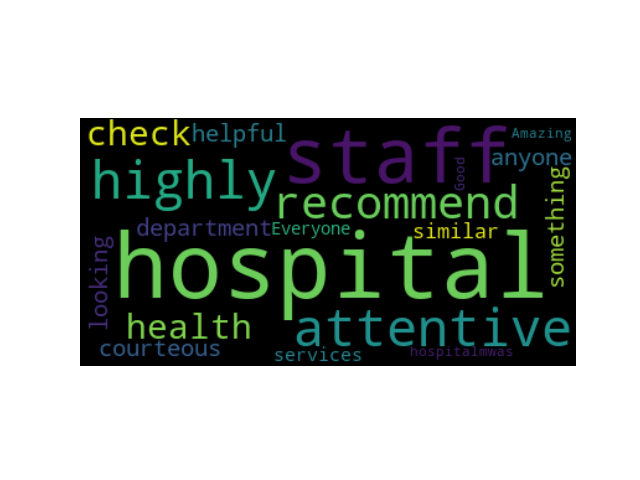 check
helpful
staff
Amazing
highly
Good
anyone
recommend
something
department
Everyone
similar
looking
hospital
health
attentive
courteous
services
hospitalmwas